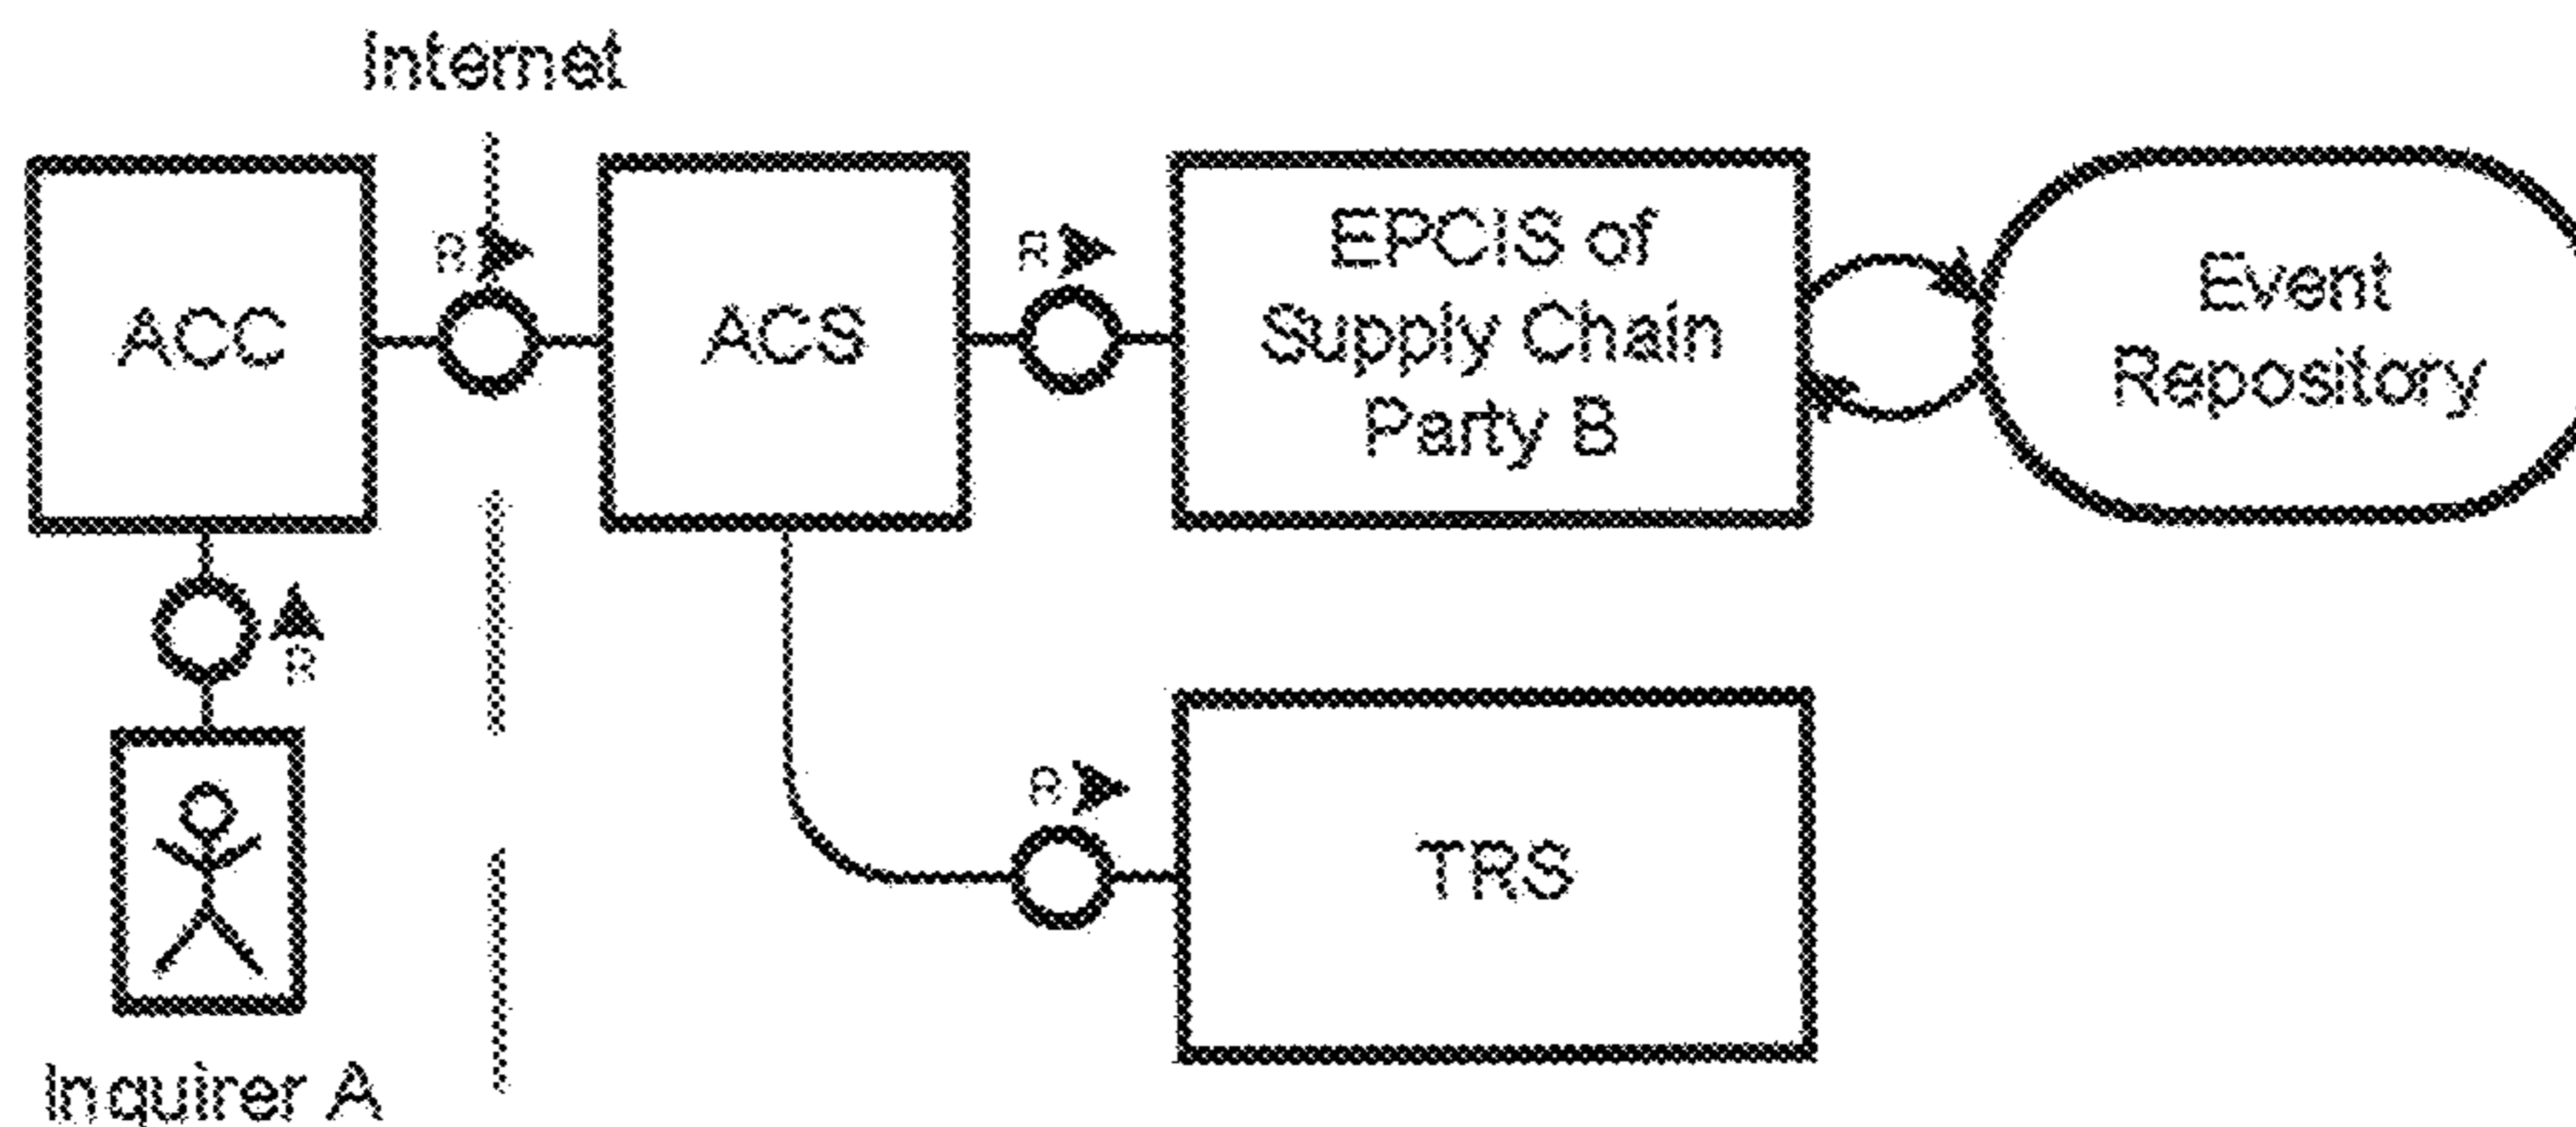 Internet
R
R
ACC
ACS
EPCIS of
Supply Chain
Party B
Event
Repository
R
R
TRS
Inquirer A